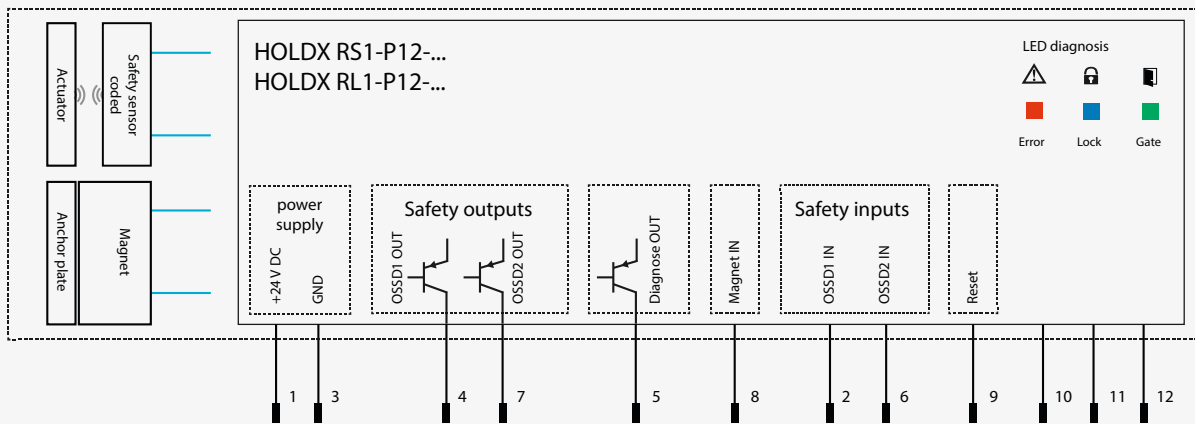 HOLDX RS1-P12-...
HOLDX RL1-P12-...
LED diagnosis
Error
Lock
Gate
Actuator
Safety sensor
coded
Anchor plate
Magnet
power
supply
+24 V DC
GND
Safety outputs
OSSD1 OUT
OSSD2 OUT
Diagnose OUT
Magnet IN
Safety inputs
OSSD1 IN
OSSD2 IN
Reset
1
3
4
7
5
8
2
6
9
10
11
12